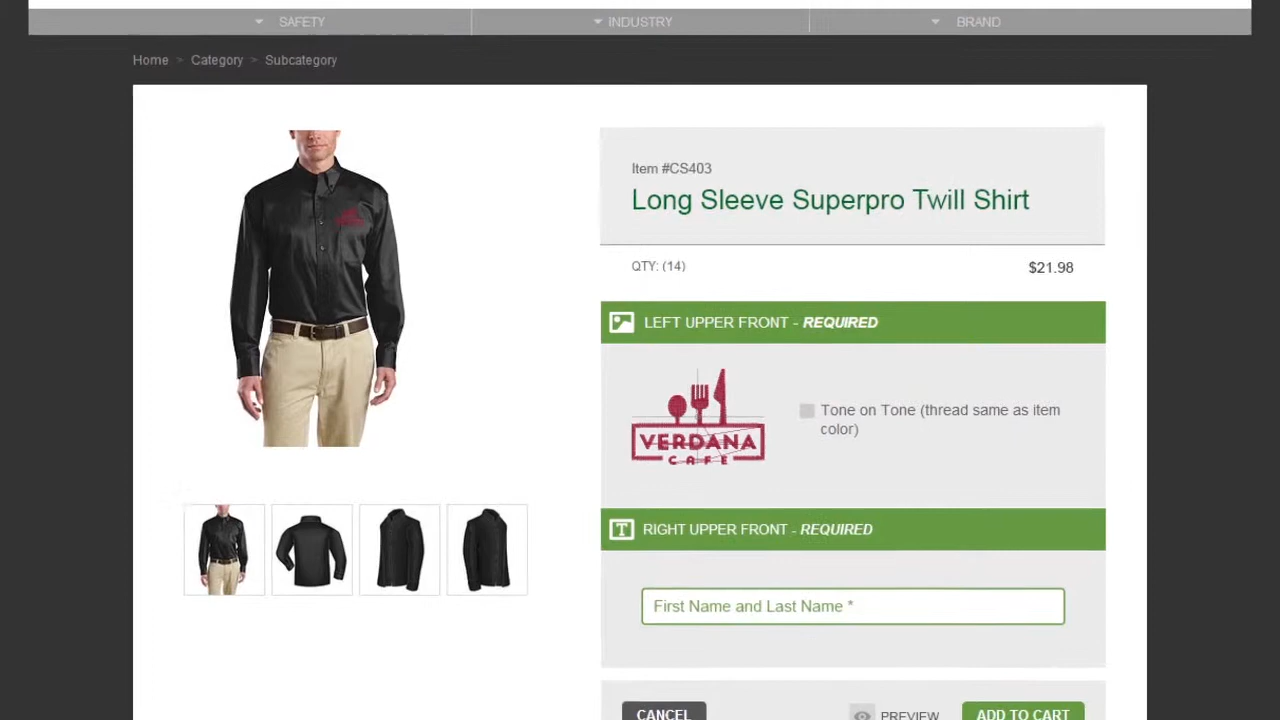 SAFETY
INDUSTRY
BRAND
Home > Category > Subcategory
Item #CS403
Long Sleeve Superpro Twill Shirt
QTY: (14)
$21.98
LEFT UPPER FRONT - REQUIRED
VERDANA
CAFE
Tone on Tone (thread same as item
color)
RIGHT UPPER FRONT - REQUIRED
First Name and Last Name *
CANCEL
PREVIEW
ADD TO CART